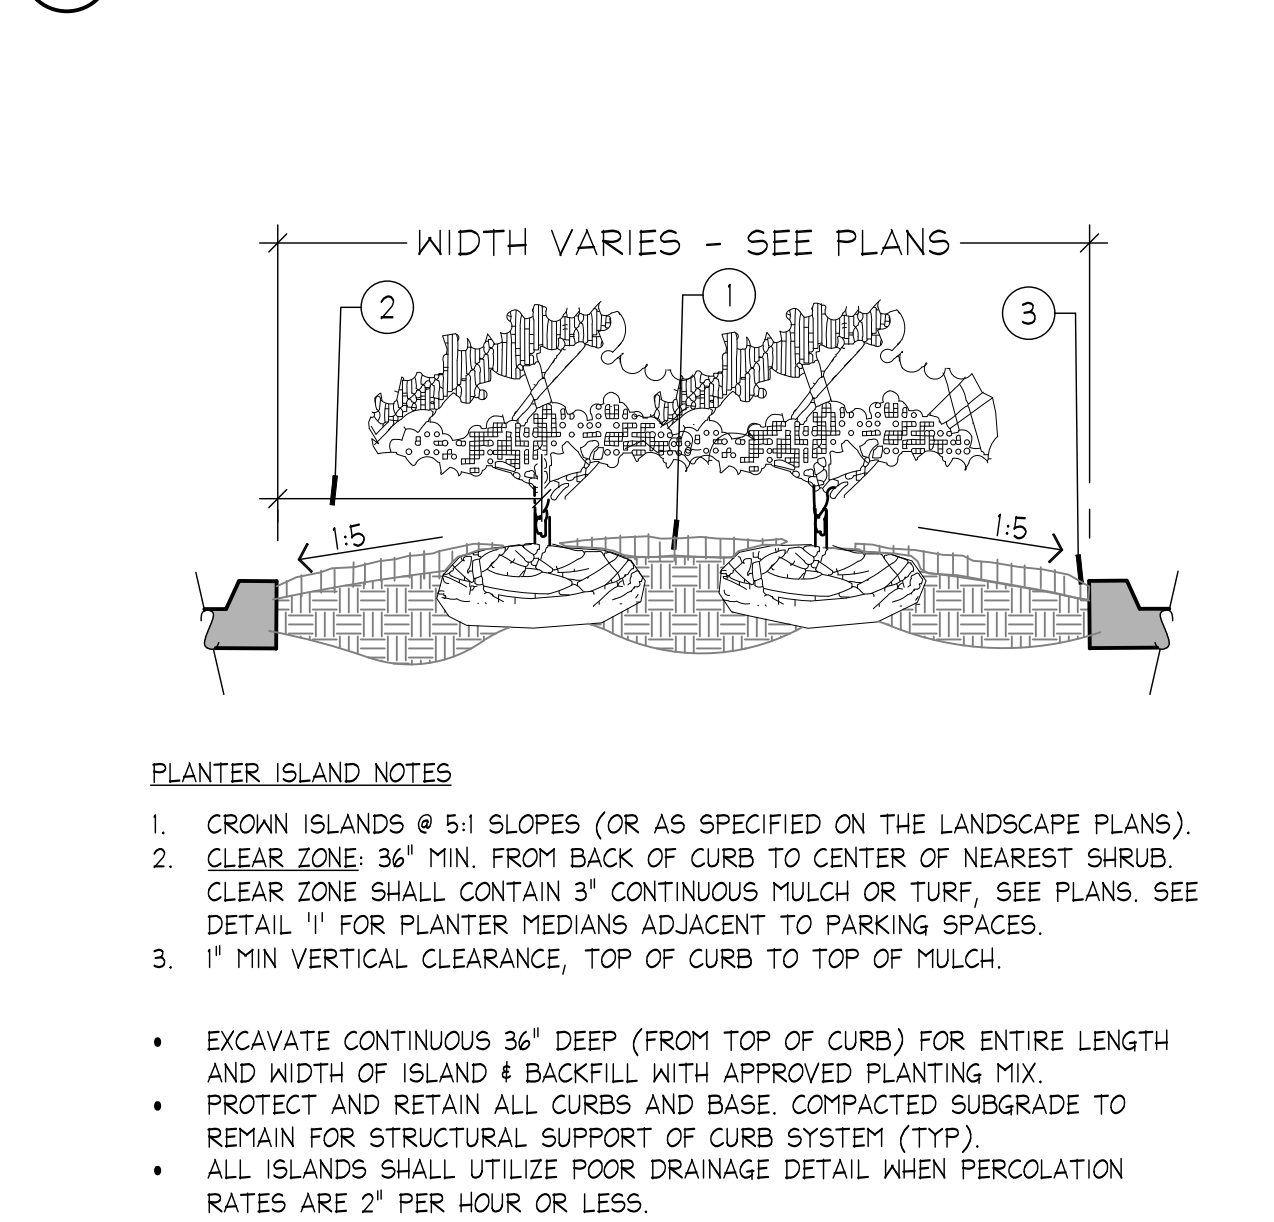 WIDTH VARIES - SEE PLANS
2
1
3
1:5
1:5
PLANTER ISLAND NOTES
1. CROWN ISLANDS @ 5:1 SLOPES (OR AS SPECIFIED ON THE LANDSCAPE PLANS).
2. CLEAR ZONE: 36" MIN. FROM BACK OF CURB TO CENTER OF NEAREST SHRUB.
CLEAR ZONE SHALL CONTAIN 3" CONTINUOUS MULCH OR TURF, SEE PLANS. SEE
DETAIL 'I' FOR PLANTER MEDIANS ADJACENT TO PARKING SPACES.
3. 1" MIN VERTICAL CLEARANCE, TOP OF CURB TO TOP OF MULCH.
• EXCAVATE CONTINUOUS 36" DEEP (FROM TOP OF CURB) FOR ENTIRE LENGTH
AND WIDTH OF ISLAND & BACKFILL WITH APPROVED PLANTING MIX.
• PROTECT AND RETAIN ALL CURBS AND BASE. COMPACTED SUBGRADE TO
REMAIN FOR STRUCTURAL SUPPORT OF CURB SYSTEM (TYP).
• ALL ISLANDS SHALL UTILIZE POOR DRAINAGE DETAIL WHEN PERCOLATION
RATES ARE 2" PER HOUR OR LESS.